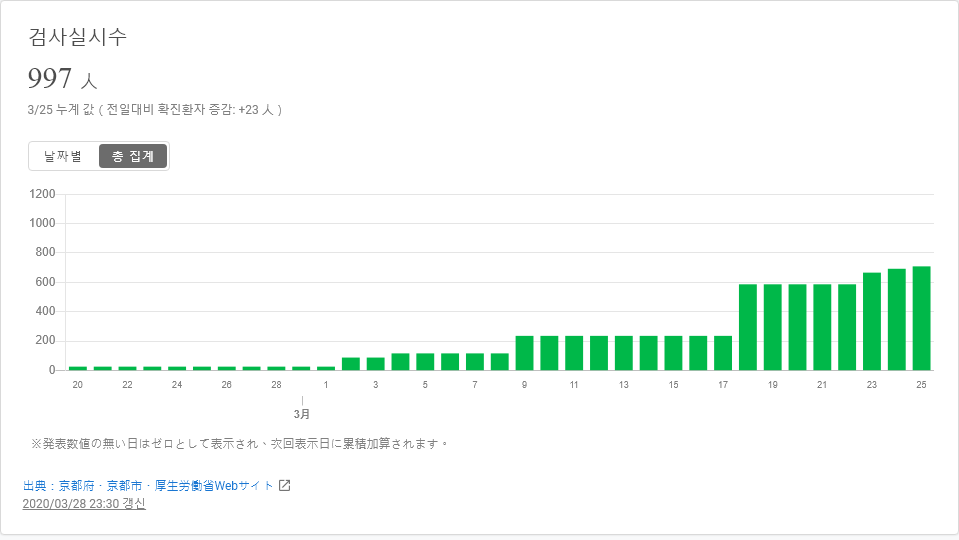 검사실시수
997 人
3/25 누계 값 ( 전일대비 확진환자 증감: +23 人 )
날짜별 총 집계
1200
1000
800
600
400
200
0
20 22 24 26 28 1 3 5 7 9 11 13 15 17 19 21 23 25
3月
※発表数値の無い日はゼロとして表示され、次回表示日に累積加算されます。
出典：京都府・京都市・厚生労働省Webサイト
2020/03/28 23:30 갱신